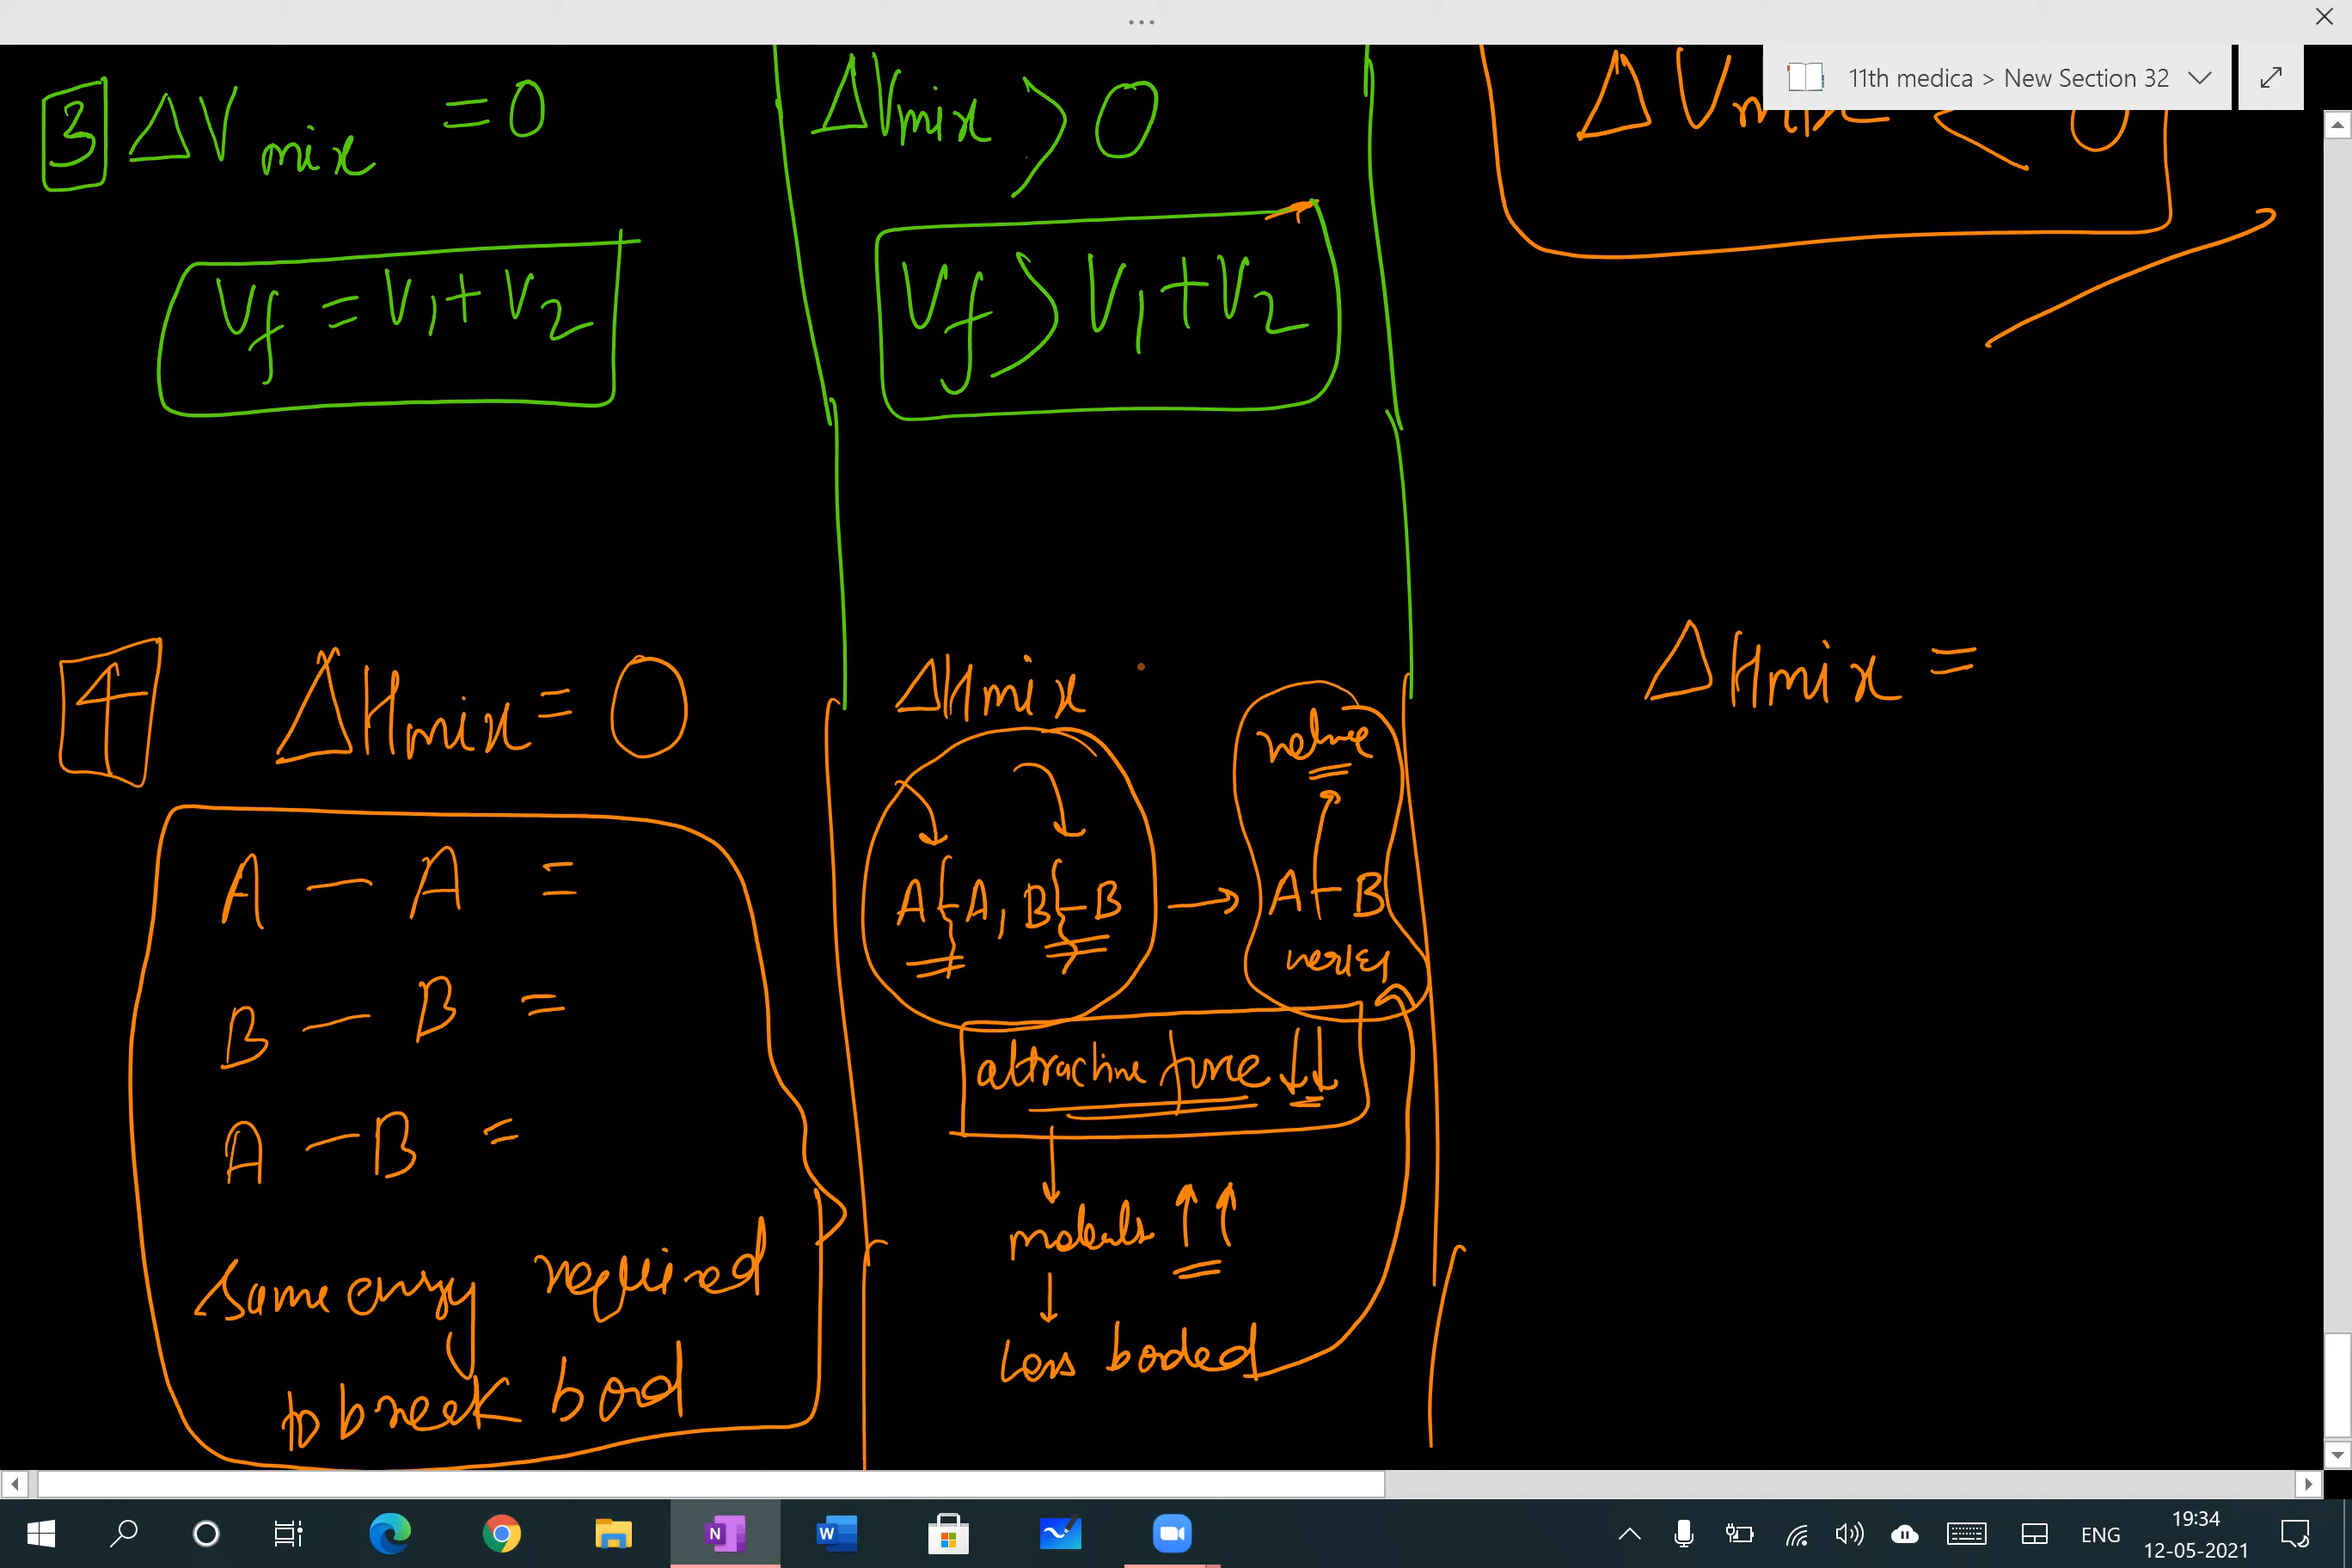 11th medica > New Section 32
3 ΔVmix = 0
Vf = V1 + V2
ΔVmix > 0
Vf > V1 + V2
ΔVmix < 0
4 ΔHmix = 0
A — A =
B — B =
A — B =
Same energy required
to break bond
ΔHmix
A - A, B - B → A - B
attractive force ↓↓
↓
↑↑
↓
Less bonded
ΔHmix =
ENG
19:34
12-05-2021